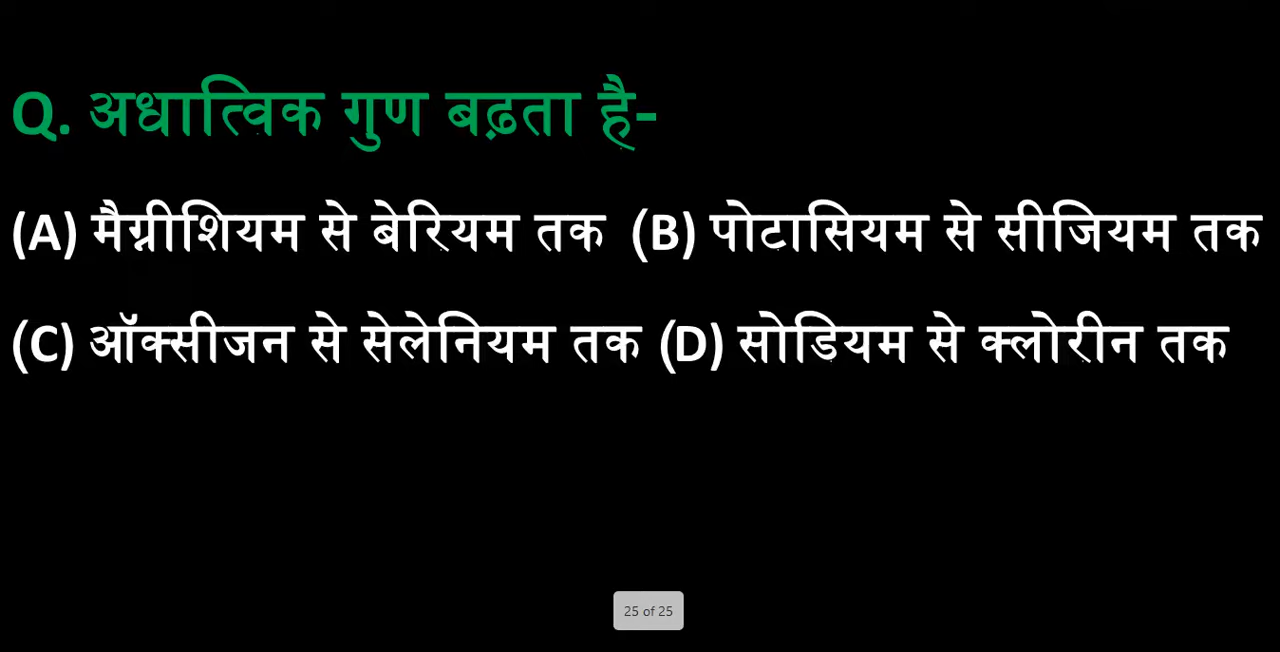 Q. अधात्विक गुण बढ़ता है-
(A) मैग्नीशियम से बेरियम तक (B) पोटासियम से सीजियम तक
(C) ऑक्सीजन से सेलेनियम तक (D) सोडियम से क्लोरीन तक
25 of 25